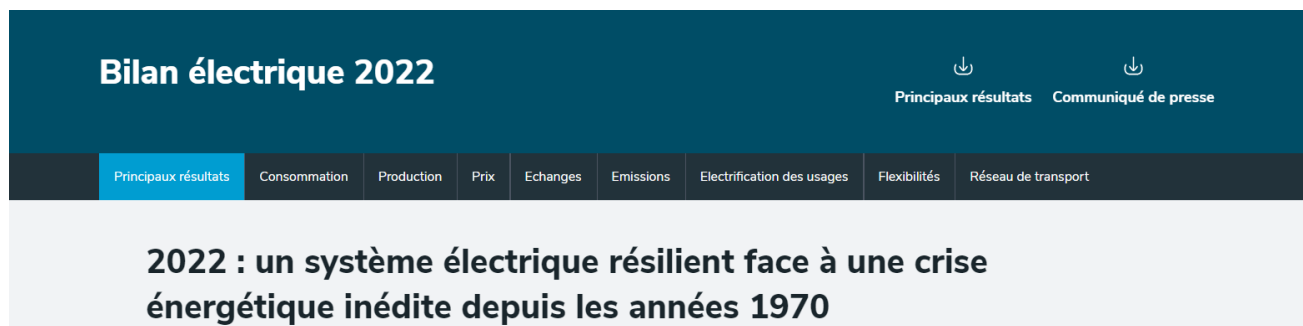 Bilan électrique 2022
Principaux résultats
Communiqué de presse
Principaux résultats
Consommation
Production
Prix
Echanges
Emissions
Electrification des usages
Flexibilités
Réseau de transport
2022 : un système électrique résilient face à une crise
énergétique inédite depuis les années 1970